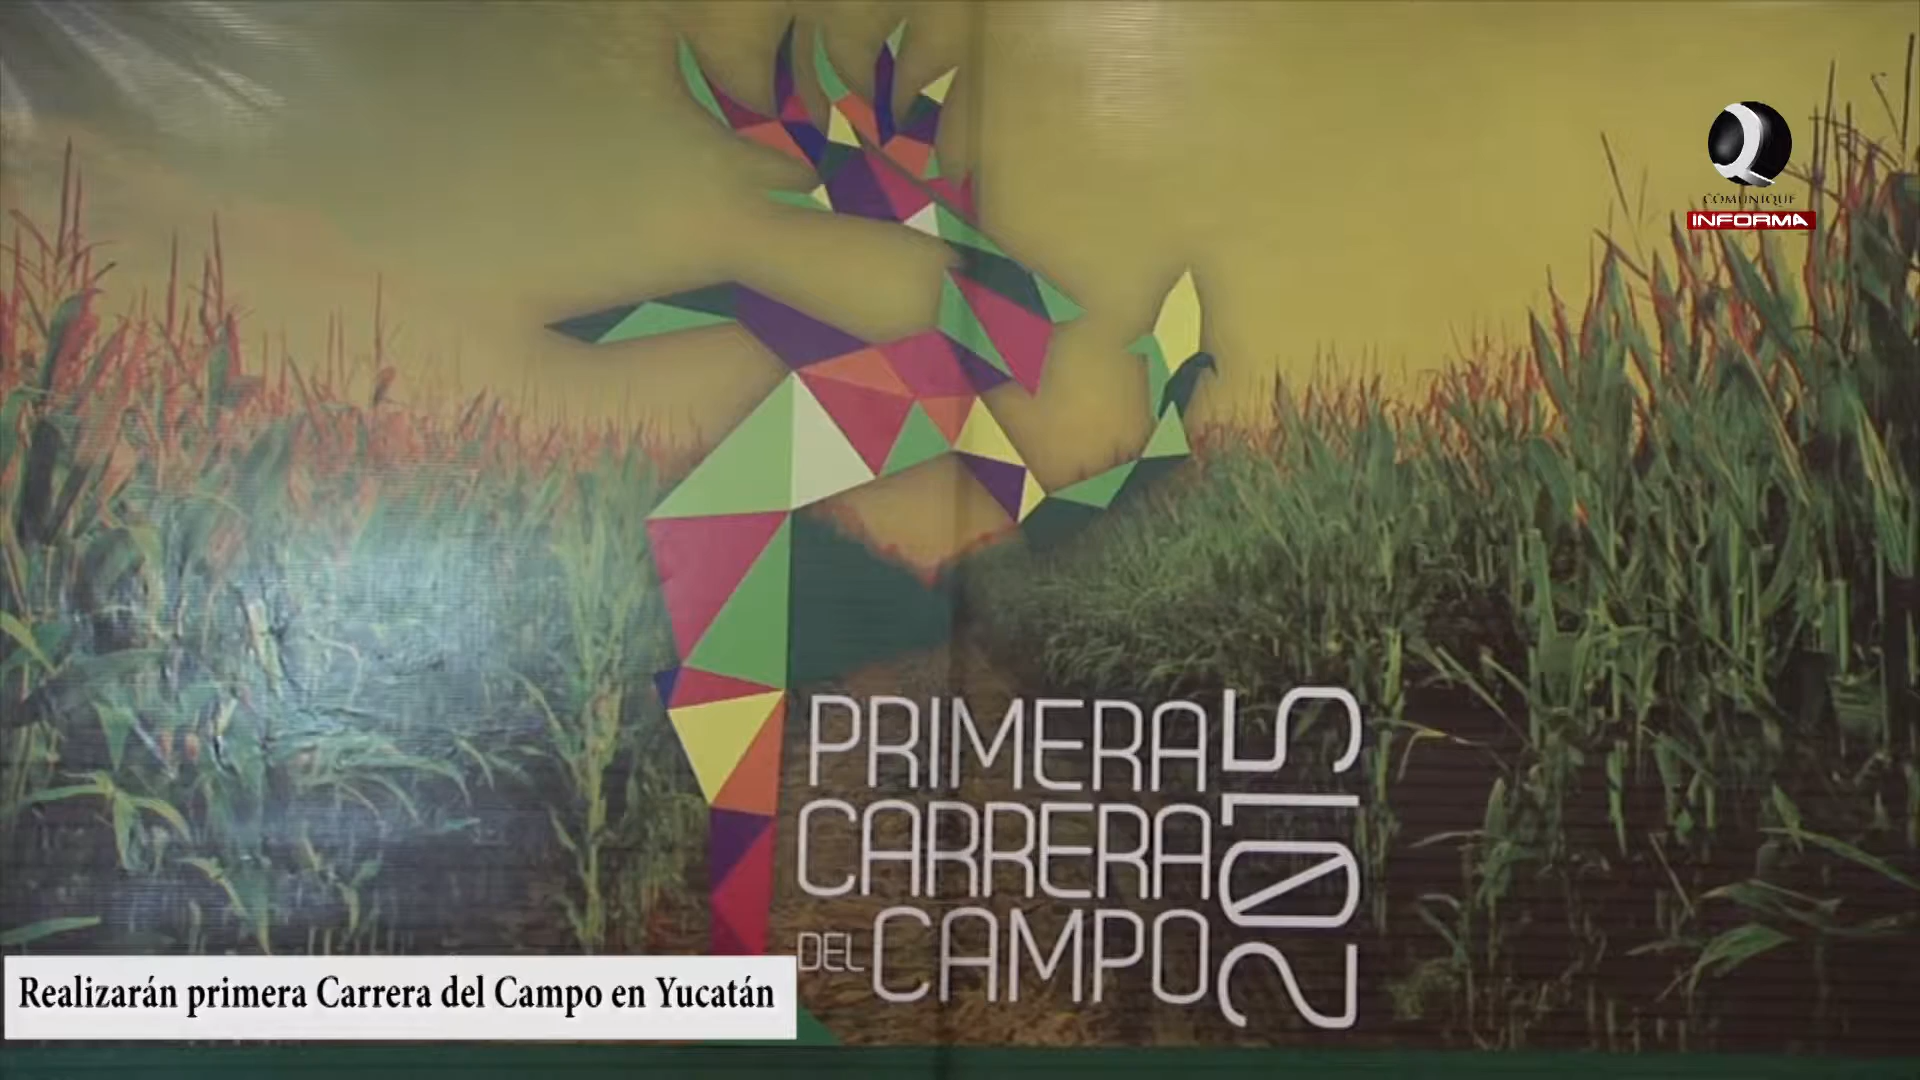 COMUNIQUE
INFORMA
PRIMERA
CARRERA
DEL CAMPO
2015
Realizarán primera Carrera del Campo en Yucatán